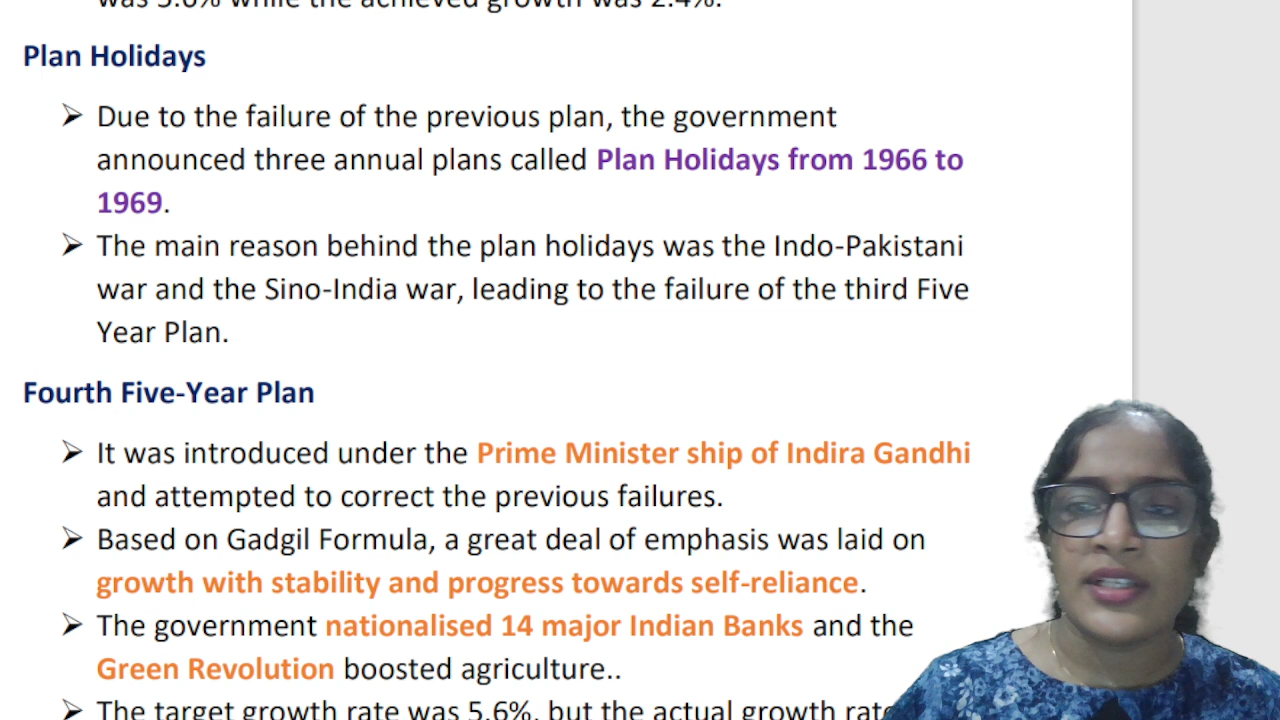 was 5.6% while the achieved growth was 2.4%.
Plan Holidays
➤ Due to the failure of the previous plan, the government
announced three annual plans called Plan Holidays from 1966 to
1969.
➤ The main reason behind the plan holidays was the Indo-Pakistani
war and the Sino-India war, leading to the failure of the third Five
Year Plan.
Fourth Five-Year Plan
➤ It was introduced under the Prime Minister ship of Indira Gandhi
and attempted to correct the previous failures.
➤ Based on Gadgil Formula, a great deal of emphasis was laid on
growth with stability and progress towards self-reliance.
➤ The government nationalised 14 major Indian Banks and the
Green Revolution boosted agriculture..
➤ The target growth rate was 5.6%, but the actual growth rate